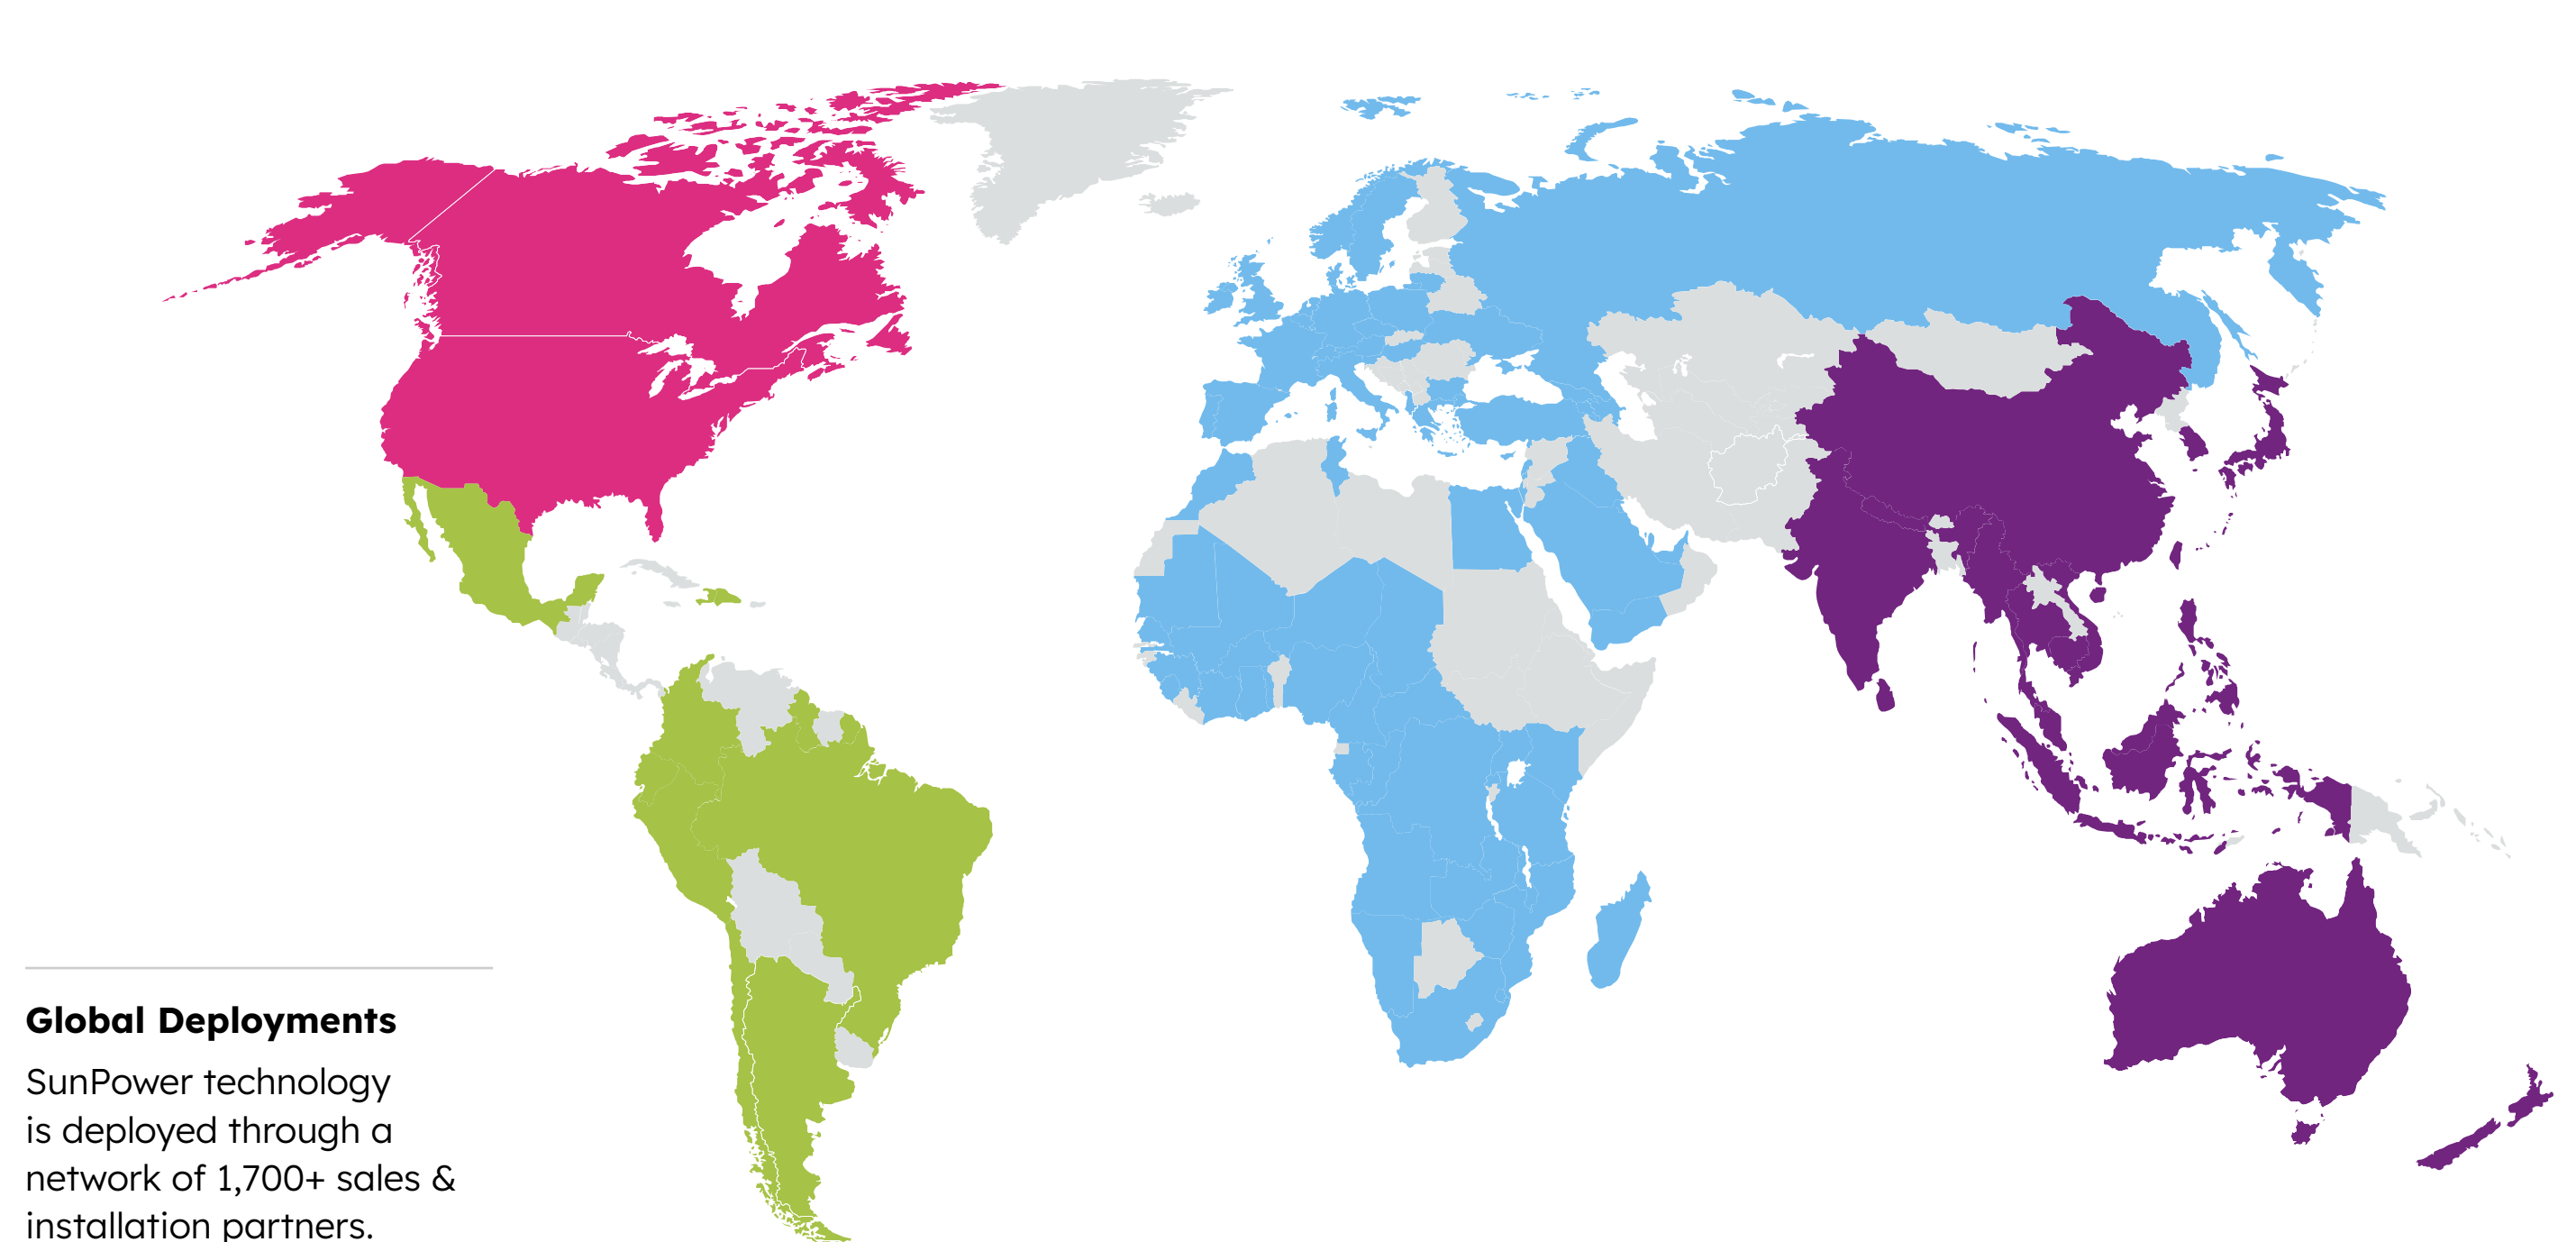 Global Deployments
SunPower technology
is deployed through a
network of 1,700+ sales &
installation partners.